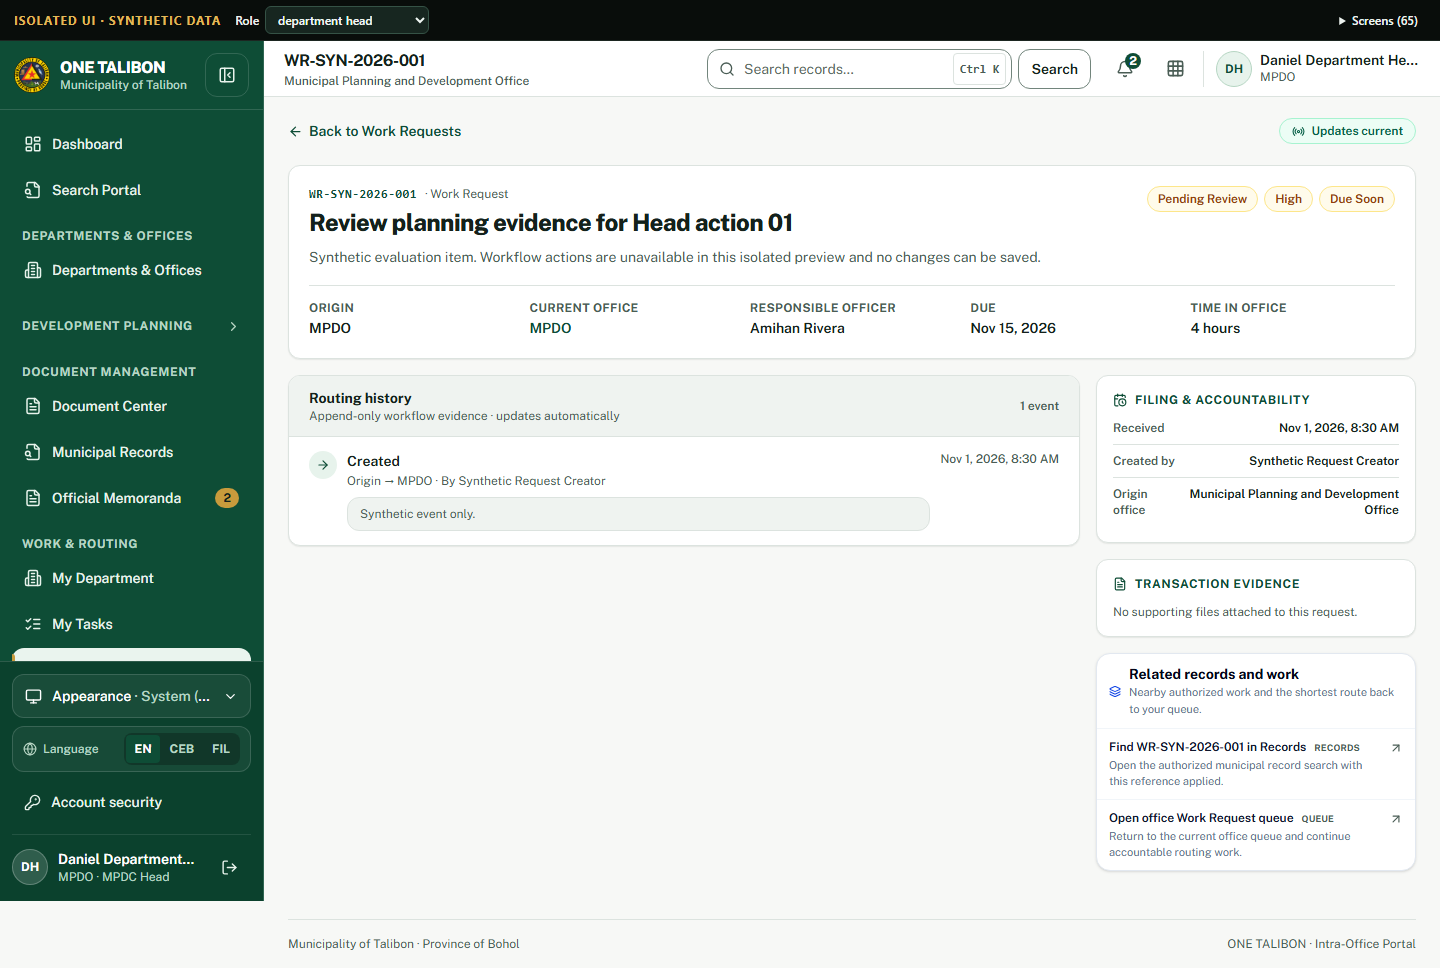 ISOLATED UI · SYNTHETIC DATA Role department head Screens (65)
ONE TALIBON
Municipality of Talibon
Dashboard
Search Portal
DEPARTMENTS & OFFICES
Departments & Offices
DEVELOPMENT PLANNING
DOCUMENT MANAGEMENT
Document Center
Municipal Records
Official Memoranda 2
WORK & ROUTING
My Department
My Tasks
Appearance · System (...
Language EN CEB FIL
Account security
DH Daniel Department...
MPDO · MPDC Head
WR-SYN-2026-001
Municipal Planning and Development Office
Search records... Ctrl K Search 2
DH Daniel Department He...
MPDO
Back to Work Requests
Updates current
WR-SYN-2026-001 · Work Request
Pending Review High Due Soon
Review planning evidence for Head action 01
Synthetic evaluation item. Workflow actions are unavailable in this isolated preview and no changes can be saved.
ORIGIN
MPDO
CURRENT OFFICE
MPDO
RESPONSIBLE OFFICER
Amihan Rivera
DUE
Nov 15, 2026
TIME IN OFFICE
4 hours
Routing history
Append-only workflow evidence · updates automatically
1 event
Created
Nov 1, 2026, 8:30 AM
Origin → MPDO · By Synthetic Request Creator
Synthetic event only.
FILING & ACCOUNTABILITY
Received Nov 1, 2026, 8:30 AM
Created by Synthetic Request Creator
Origin office Municipal Planning and Development Office
TRANSACTION EVIDENCE
No supporting files attached to this request.
Related records and work
Nearby authorized work and the shortest route back
to your queue.
Find WR-SYN-2026-001 in Records RECORDS
Open the authorized municipal record search with
this reference applied.
Open office Work Request queue QUEUE
Return to the current office queue and continue
accountable routing work.
Municipality of Talibon · Province of Bohol
ONE TALIBON · Intra-Office Portal